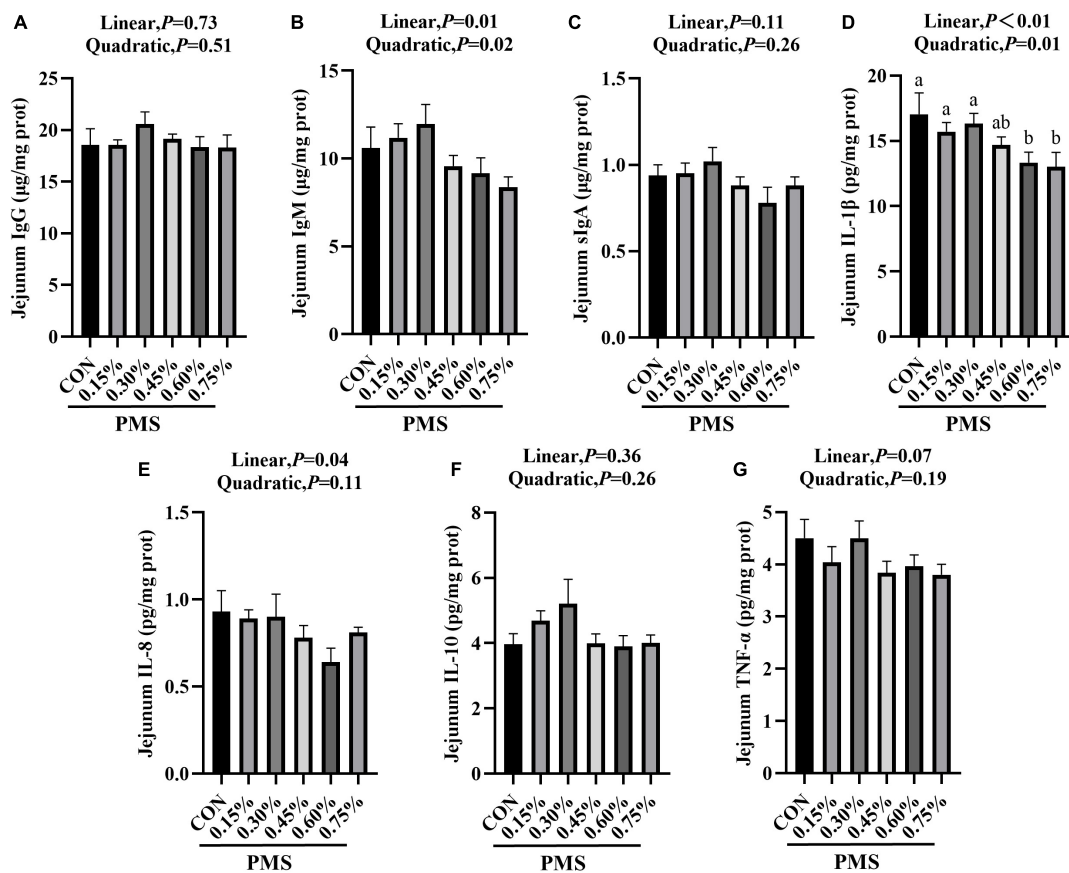 A
Linear,P=0.73
Quadratic,P=0.51
Jejunum IgG (μg/mg prot)
25
20
15
10
5
0
CON
0.15%
0.30%
0.45%
0.60%
0.75%
PMS
B
Linear,P=0.01
Quadratic,P=0.02
Jejunum IgM (μg/mg prot)
15
10
5
0
CON
0.15%
0.30%
0.45%
0.60%
0.75%
PMS
C
Linear,P=0.11
Quadratic,P=0.26
Jejunum sIgA (μg/mg prot)
1.5
1.0
0.5
0.0
CON
0.15%
0.30%
0.45%
0.60%
0.75%
PMS
D
Linear,P<0.01
Quadratic,P=0.01
Jejunum IL-1β (pg/mg prot)
20
15
10
5
0
a
a
a
ab
b
b
CON
0.15%
0.30%
0.45%
0.60%
0.75%
PMS
E
Linear,P=0.04
Quadratic,P=0.11
Jejunum IL-8 (pg/mg prot)
1.5
1.0
0.5
0.0
CON
0.15%
0.30%
0.45%
0.60%
0.75%
PMS
F
Linear,P=0.36
Quadratic,P=0.26
Jejunum IL-10 (pg/mg prot)
8
6
4
2
0
CON
0.15%
0.30%
0.45%
0.60%
0.75%
PMS
G
Linear,P=0.07
Quadratic,P=0.19
Jejunum TNF-α (pg/mg prot)
5
4
3
2
1
0
CON
0.15%
0.30%
0.45%
0.60%
0.75%
PMS